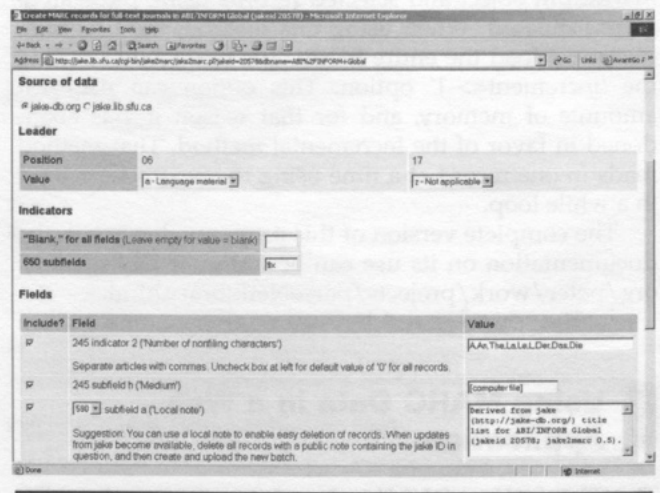 Create MARC records for full-text journals in ABI/INFORM Global (jakeid 20578) - Microsoft Internet Explorer
File Edit View Favorites Tools Help
Back Search Favorites
Address http://jake.lib.sfu.ca/cgi-bin/jake2marc/jake2marc.pl?jakeid=20578&dbname=ABI%2FINFORM+Global Go Links AvantGo
Source of data
jake-db.org jake.lib.sfu.ca
Leader
Position 06 17
Value a - Language material z - Not applicable
Indicators
"Blank," for all fields (Leave empty for value = blank)
650 subfields $x
Fields
Include? Field Value
245 indicator 2 ('Number of nonfiling characters') A,An,The,La,Le,L,Der,Das,Die
Separate articles with commas. Uncheck box at left for default value of '0' for all records.
245 subfield h ('Medium') [computer file]
590 subfield a ('Local note') Derived from jake
(http://jake-db.org/) title
list for ABI/INFORM Global
(jakeid 20578; jake2marc 0.5).
Suggestion: You can use a local note to enable easy deletion of records. When updates
from jake become available, delete all records with a public note containing the jake ID in
question, and then create and upload the new batch.
Done Internet